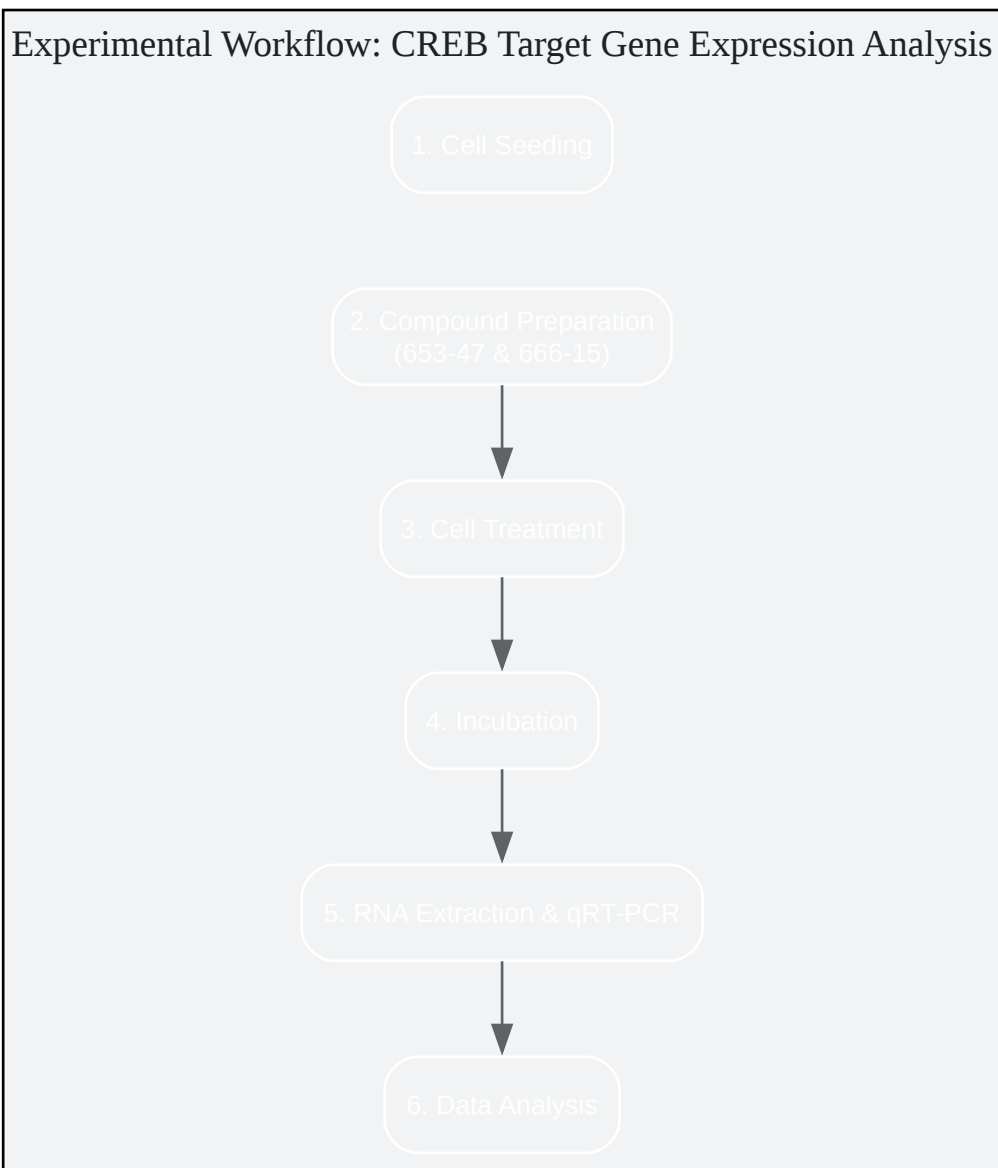 Experimental Workflow: CREB Target Gene Expression Analysis
1. Cell Seeding
2. Compound Preparation
(653-47 & 666-15)
3. Cell Treatment
4. Incubation
5. RNA Extraction & qRT-PCR
6. Data Analysis